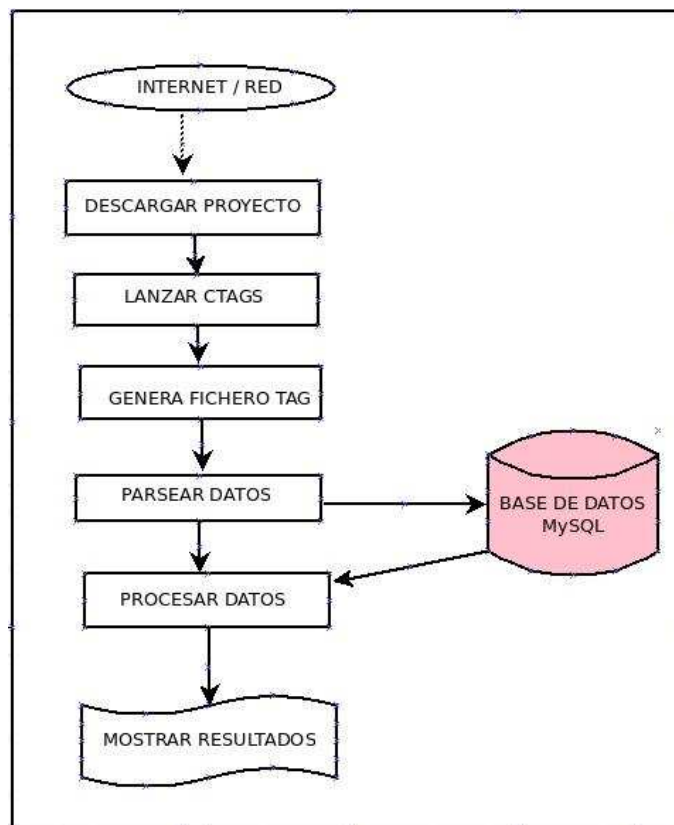 INTERNET / RED
DESCARGAR PROYECTO
LANZAR CTAGS
GENERA FICHERO TAG
PARSEAR DATOS
BASE DE DATOS
MySQL
PROCESAR DATOS
MOSTRAR RESULTADOS